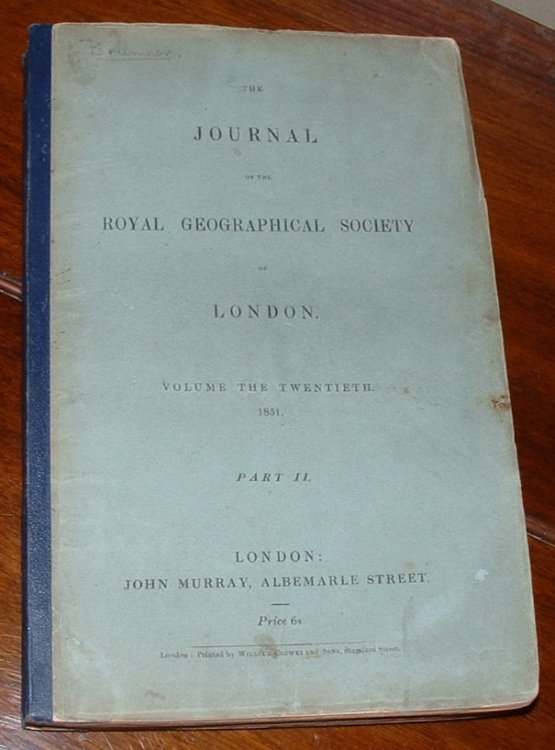 THE
JOURNAL
OF THE
ROYAL GEOGRAPHICAL SOCIETY
OF
LONDON.
VOLUME THE TWENTIETH.
1851.
PART II.
LONDON:
JOHN MURRAY, ALBEMARLE STREET.
Price 6s.
London: Printed by WILLIAM CLOWES AND SONS, Stamford Street.